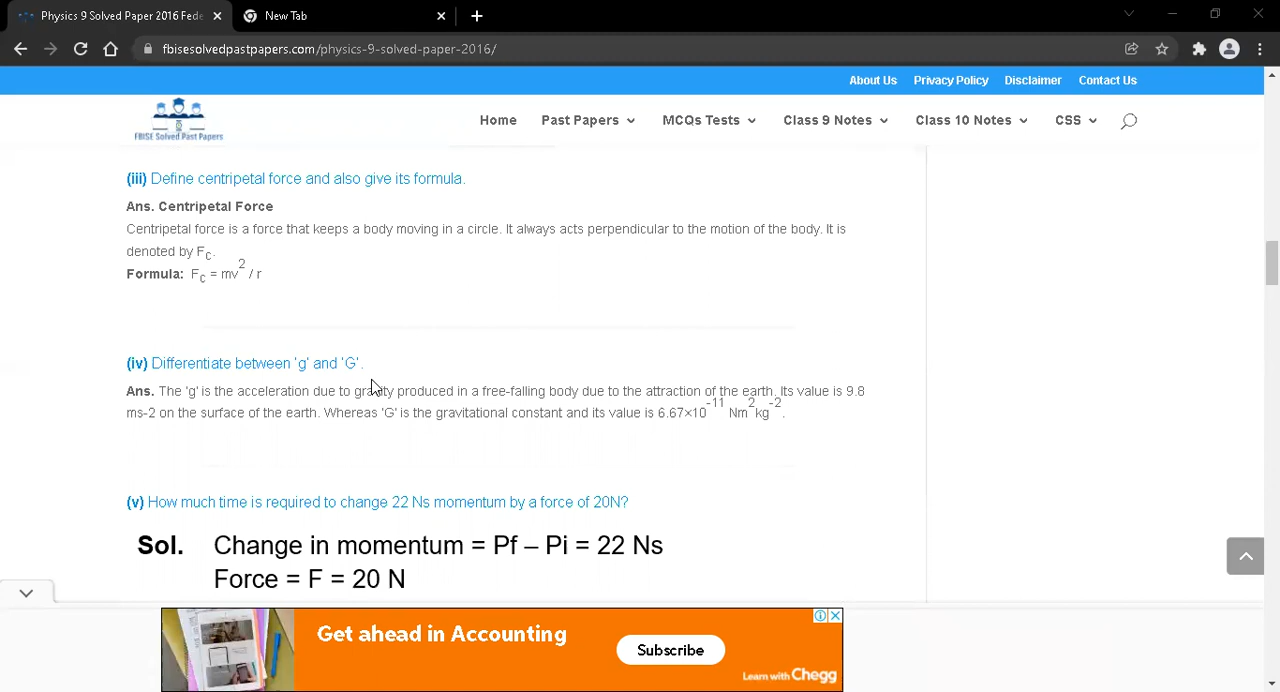 Physics 9 Solved Paper 2016 Fede
New Tab
fbisesolvedpastpapers.com/physics-9-solved-paper-2016/
About Us Privacy Policy Disclaimer Contact Us
FBISE Solved Past Papers
Home Past Papers MCQs Tests Class 9 Notes Class 10 Notes CSS
(iii) Define centripetal force and also give its formula.
Ans. Centripetal Force
Centripetal force is a force that keeps a body moving in a circle. It always acts perpendicular to the motion of the body. It is
denoted by F꜀.
Formula: F꜀ = mv² / r
(iv) Differentiate between 'g' and 'G'.
Ans. The 'g' is the acceleration due to gravity produced in a free-falling body due to the attraction of the earth. Its value is 9.8
ms-2 on the surface of the earth. Whereas 'G' is the gravitational constant and its value is 6.67×10⁻¹¹ Nm²kg⁻².
(v) How much time is required to change 22 Ns momentum by a force of 20N?
Sol. Change in momentum = Pf – Pi = 22 Ns
Force = F = 20 N
Get ahead in Accounting
Subscribe
Learn with Chegg